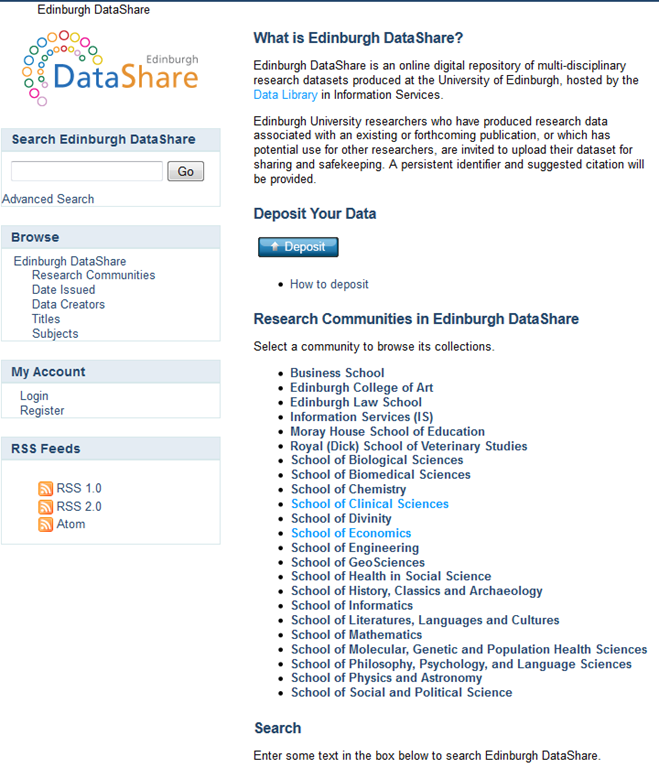 Edinburgh DataShare
Edinburgh
DataShare
Search Edinburgh DataShare
Go
Advanced Search
Browse
Edinburgh DataShare
Research Communities
Date Issued
Data Creators
Titles
Subjects
My Account
Login
Register
RSS Feeds
RSS 1.0
RSS 2.0
Atom
What is Edinburgh DataShare?
Edinburgh DataShare is an online digital repository of multi-disciplinary
research datasets produced at the University of Edinburgh, hosted by the
Data Library in Information Services.
Edinburgh University researchers who have produced research data
associated with an existing or forthcoming publication, or which has
potential use for other researchers, are invited to upload their dataset for
sharing and safekeeping. A persistent identifier and suggested citation will
be provided.
Deposit Your Data
Deposit
• How to deposit
Research Communities in Edinburgh DataShare
Select a community to browse its collections.
• Business School
• Edinburgh College of Art
• Edinburgh Law School
• Information Services (IS)
• Moray House School of Education
• Royal (Dick) School of Veterinary Studies
• School of Biological Sciences
• School of Biomedical Sciences
• School of Chemistry
• School of Clinical Sciences
• School of Divinity
• School of Economics
• School of Engineering
• School of GeoSciences
• School of Health in Social Science
• School of History, Classics and Archaeology
• School of Informatics
• School of Literatures, Languages and Cultures
• School of Mathematics
• School of Molecular, Genetic and Population Health Sciences
• School of Philosophy, Psychology, and Language Sciences
• School of Physics and Astronomy
• School of Social and Political Science
Search
Enter some text in the box below to search Edinburgh DataShare.